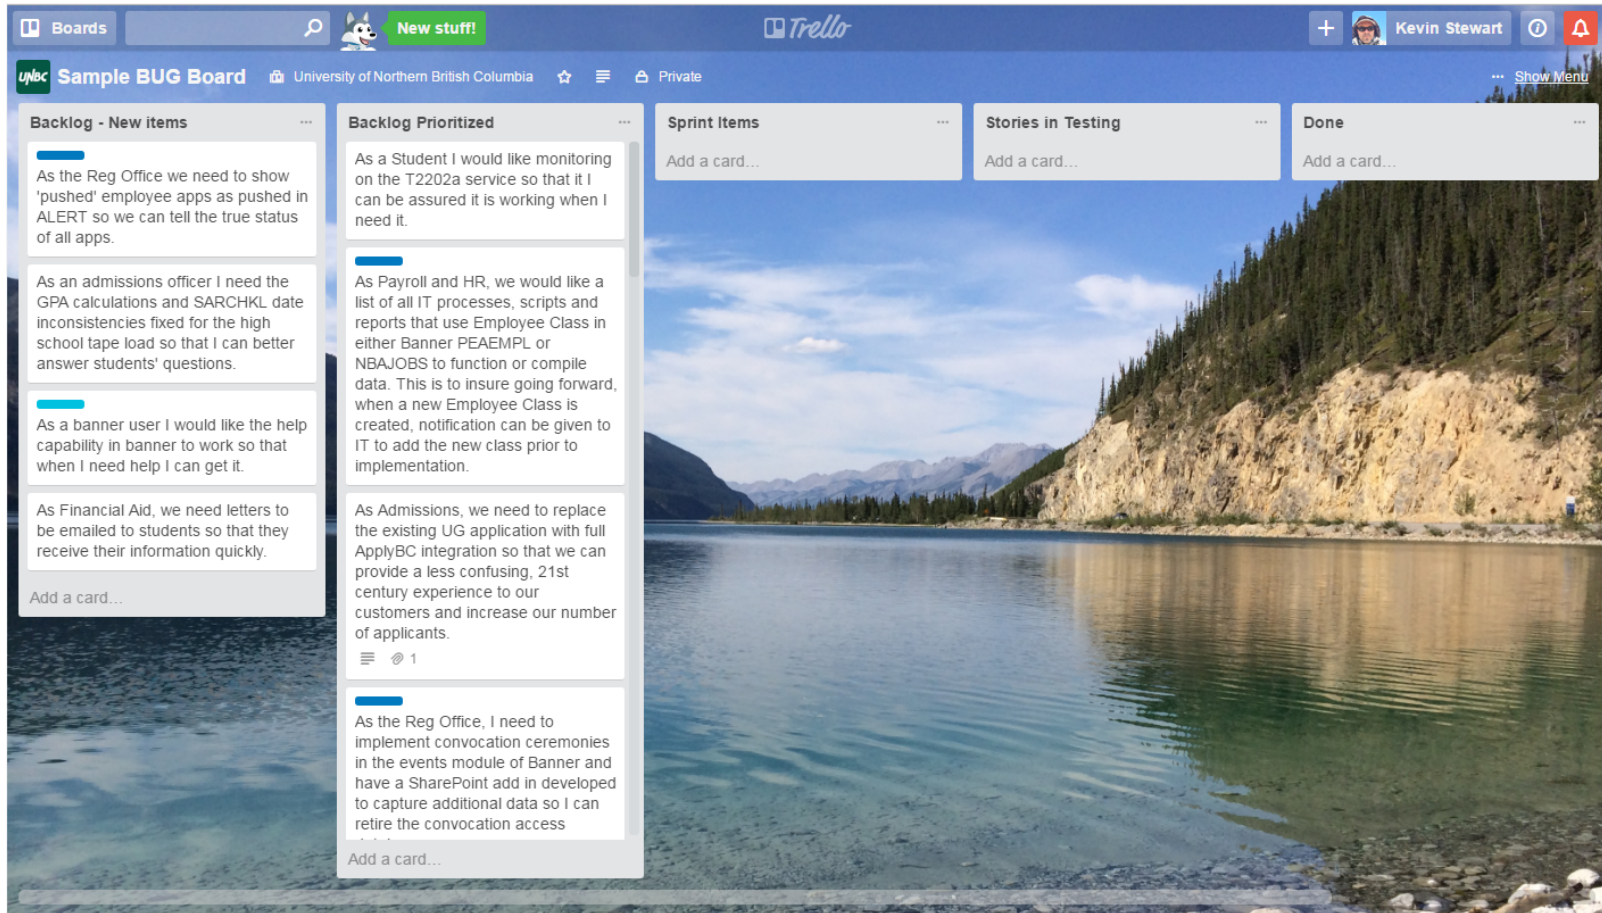 Boards
New stuff!
Trello
Kevin Stewart
UNBC
Sample BUG Board
University of Northern British Columbia
Private
... Show Menu
Backlog - New items ...
As the Reg Office we need to show
'pushed' employee apps as pushed in
ALERT so we can tell the true status
of all apps.
As an admissions officer I need the
GPA calculations and SARCHKL date
inconsistencies fixed for the high
school tape load so that I can better
answer students' questions.
As a banner user I would like the help
capability in banner to work so that
when I need help I can get it.
As Financial Aid, we need letters to
be emailed to students so that they
receive their information quickly.
Add a card...
Backlog Prioritized ...
As a Student I would like monitoring
on the T2202a service so that it I
can be assured it is working when I
need it.
As Payroll and HR, we would like a
list of all IT processes, scripts and
reports that use Employee Class in
either Banner PEAEMPL or
NBAJOBS to function or compile
data. This is to insure going forward,
when a new Employee Class is
created, notification can be given to
IT to add the new class prior to
implementation.
As Admissions, we need to replace
the existing UG application with full
ApplyBC integration so that we can
provide a less confusing, 21st
century experience to our
customers and increase our number
of applicants.
1
As the Reg Office, I need to
implement convocation ceremonies
in the events module of Banner and
have a SharePoint add in developed
to capture additional data so I can
retire the convocation access
Add a card...
Sprint Items ...
Add a card...
Stories in Testing ...
Add a card...
Done ...
Add a card...